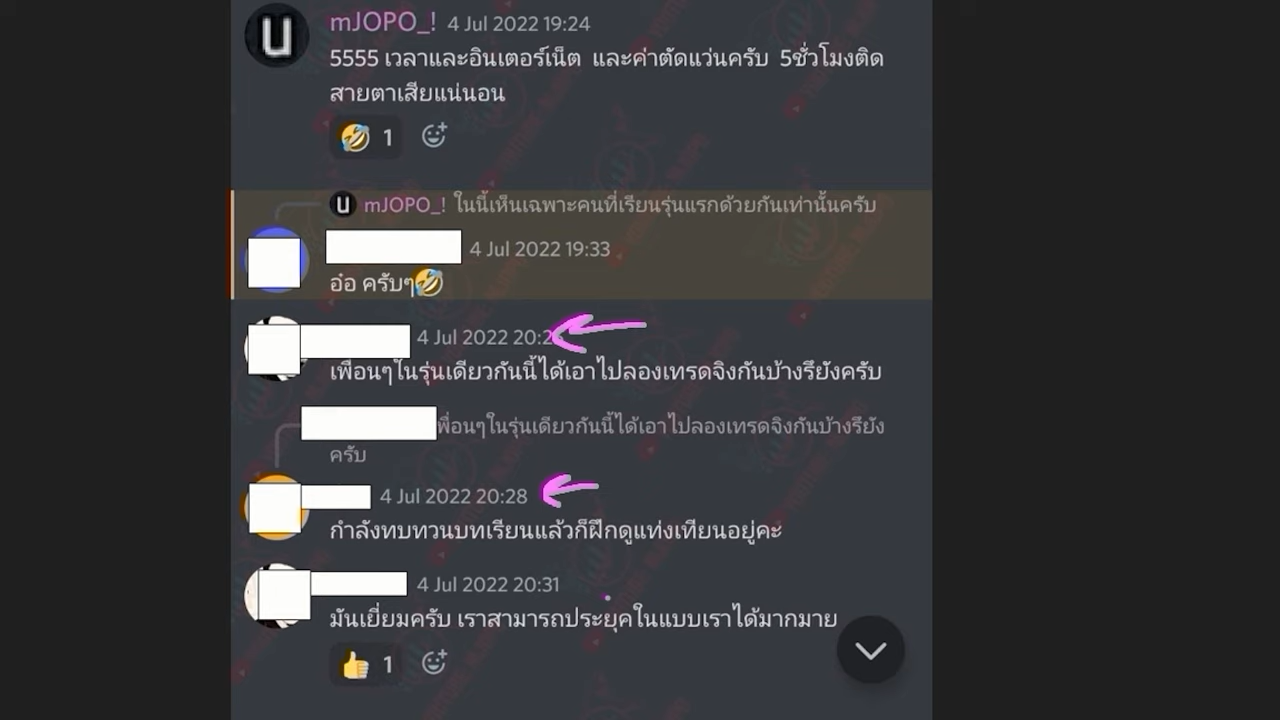 mJOPO_! 4 Jul 2022 19:24
5555 เวลาและอินเตอร์เน็ต และค่าตัดแว่นครับ 5ชั่วโมงติด
สายตาเสียแน่นอน
1
mJOPO_! ในนี้เห็นเฉพาะคนที่เรียนรุ่นแรกด้วยกันเท่านั้นครับ
4 Jul 2022 19:33
อ๋อ ครับๆ
4 Jul 2022
เพื่อนๆในรุ่นเดียวกันนี้ได้เอาไปลองเทรดจิงกันบ้างรึยังครับ
พื่อนๆในรุ่นเดียวกันนี้ได้เอาไปลองเทรดจิงกันบ้างรึยัง
ครับ
4 Jul 2022 20:28
กำลังทบทวนบทเรียนแล้วก็ฝึกดูแท่งเทียนอยู่คะ
4 Jul 2022 20:31
มันเยี่ยมครับ เราสามารถประยุคในแบบเราได้มากมาย
1